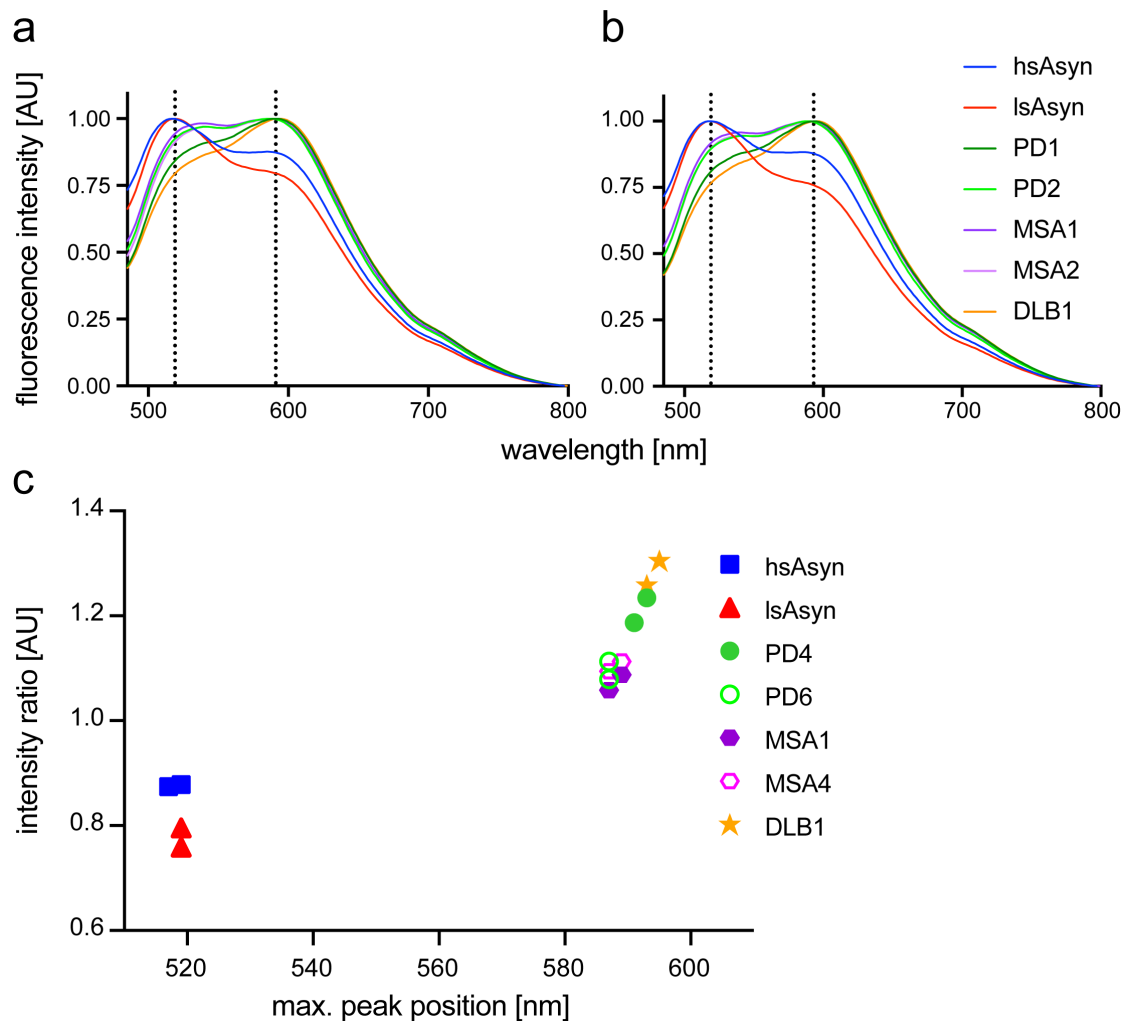 a
b
fluorescence intensity [AU]
1.00
0.75
0.50
0.25
0.00
500
600
700
800
1.00
0.75
0.50
0.25
0.00
500
600
700
800
wavelength [nm]
hsAsyn
lsAsyn
PD1
PD2
MSA1
MSA2
DLB1
c
intensity ratio [AU]
1.4
1.2
1.0
0.8
0.6
520
540
560
580
600
max. peak position [nm]
hsAsyn
lsAsyn
PD4
PD6
MSA1
MSA4
DLB1